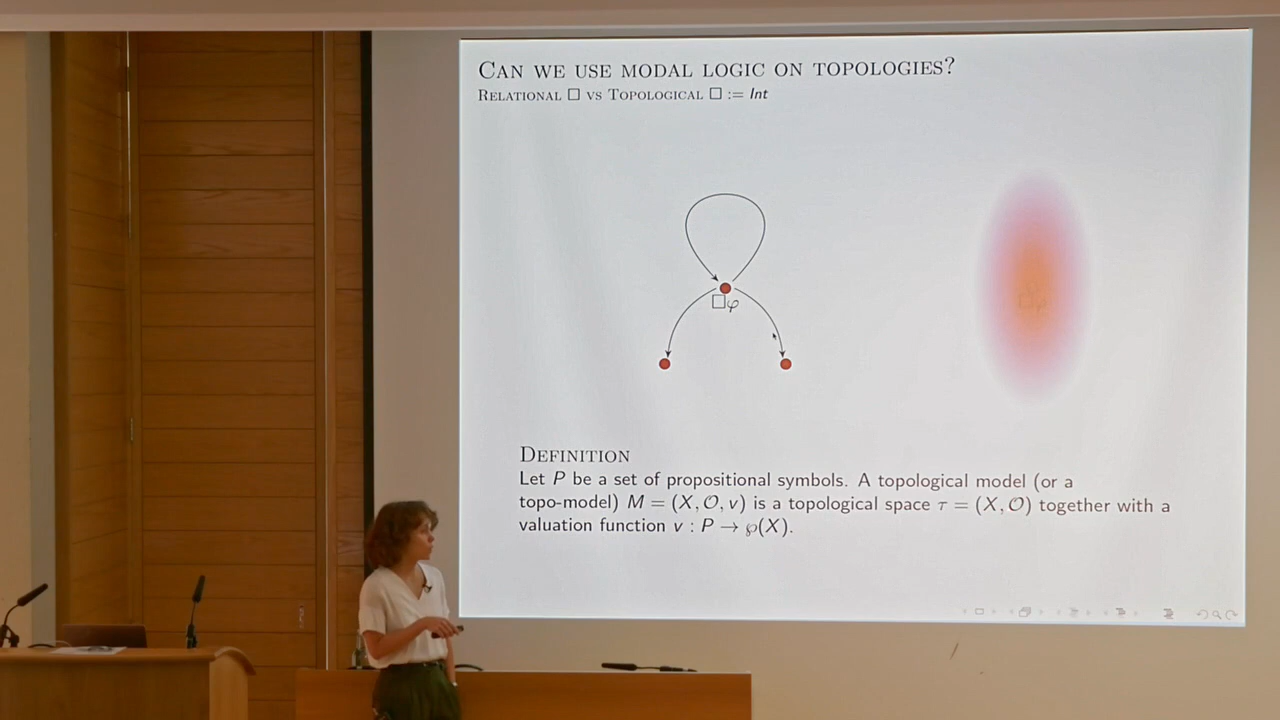 CAN WE USE MODAL LOGIC ON TOPOLOGIES?
RELATIONAL □ VS TOPOLOGICAL □ := Int
□φ
□φ
DEFINITION
Let P be a set of propositional symbols. A topological model (or a
topo-model) M = (X, 𝒪, v) is a topological space τ = (X, 𝒪) together with a
valuation function v : P → ℘(X).